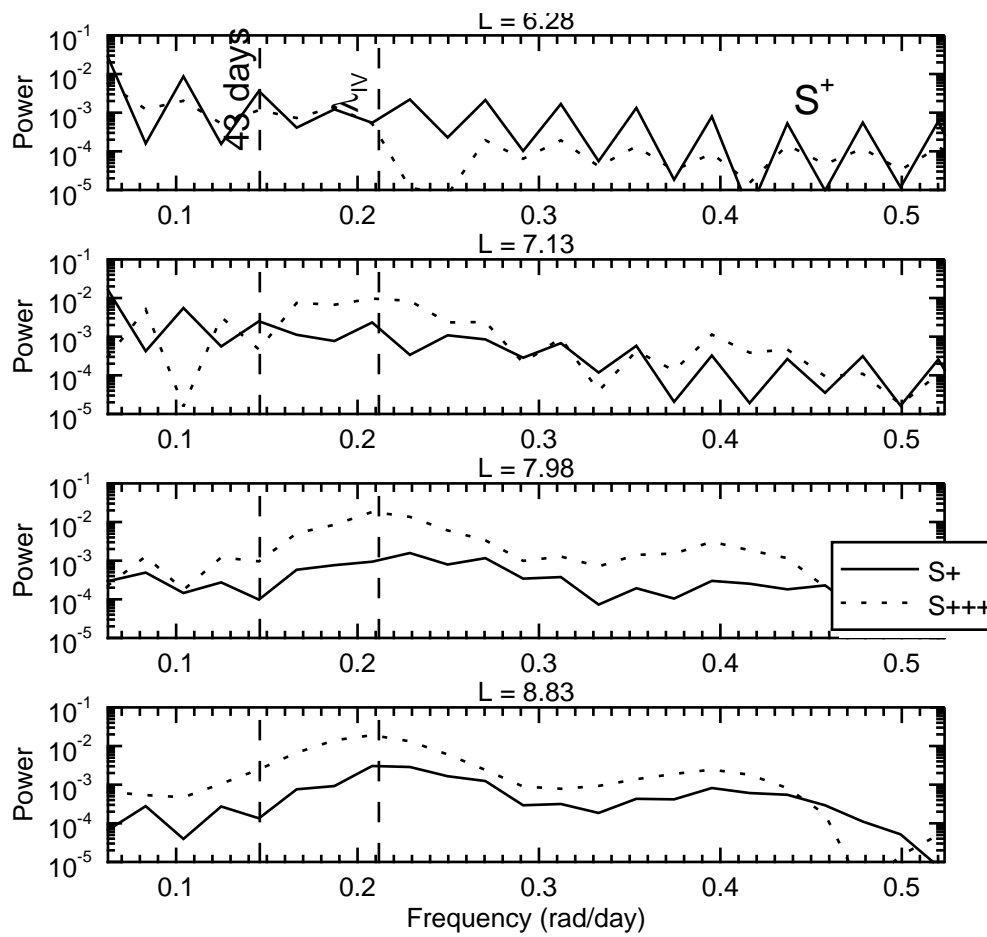 L = 6.28
10^-1
10^-2
10^-3
10^-4
10^-5
Power
43 days
λ_IV
S^+
0.1 0.2 0.3 0.4 0.5
L = 7.13
10^-1
10^-2
10^-3
10^-4
10^-5
Power
0.1 0.2 0.3 0.4 0.5
L = 7.98
10^-1
10^-2
10^-3
10^-4
10^-5
Power
S+
S+++
0.1 0.2 0.3 0.4 0.5
L = 8.83
10^-1
10^-2
10^-3
10^-4
10^-5
Power
0.1 0.2 0.3 0.4 0.5
Frequency (rad/day)